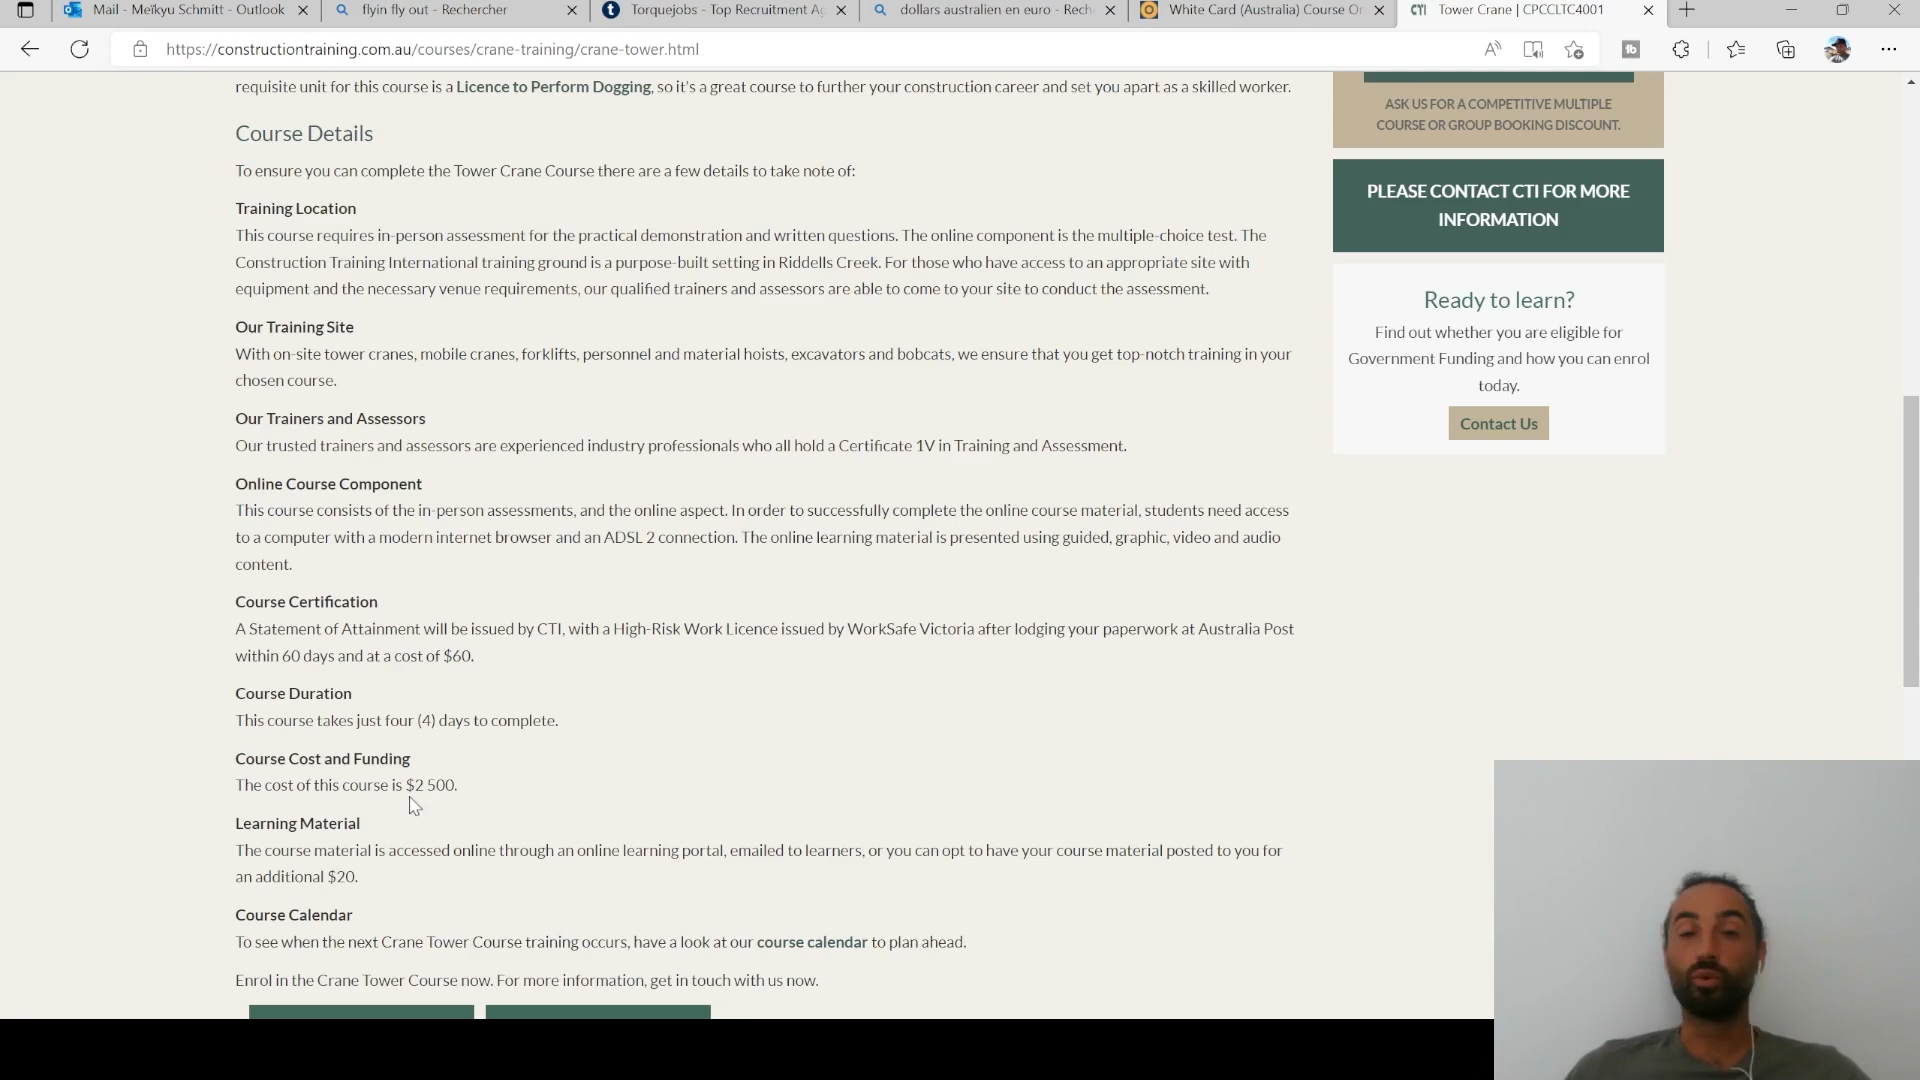 Mail - Meïkyu Schmitt - Outlook
flyin fly out - Rechercher
Torquejobs - Top Recruitment Ag
dollars australien en euro - Rech
White Card (Australia) Course Or
CTI Tower Crane | CPCCLTC4001
https://constructiontraining.com.au/courses/crane-training/crane-tower.html
requisite unit for this course is a Licence to Perform Dogging, so it's a great course to further your construction career and set you apart as a skilled worker.
Course Details
To ensure you can complete the Tower Crane Course there are a few details to take note of:
Training Location
This course requires in-person assessment for the practical demonstration and written questions. The online component is the multiple-choice test. The
Construction Training International training ground is a purpose-built setting in Riddells Creek. For those who have access to an appropriate site with
equipment and the necessary venue requirements, our qualified trainers and assessors are able to come to your site to conduct the assessment.
Our Training Site
With on-site tower cranes, mobile cranes, forklifts, personnel and material hoists, excavators and bobcats, we ensure that you get top-notch training in your
chosen course.
Our Trainers and Assessors
Our trusted trainers and assessors are experienced industry professionals who all hold a Certificate 1V in Training and Assessment.
Online Course Component
This course consists of the in-person assessments, and the online aspect. In order to successfully complete the online course material, students need access
to a computer with a modern internet browser and an ADSL 2 connection. The online learning material is presented using guided, graphic, video and audio
content.
Course Certification
A Statement of Attainment will be issued by CTI, with a High-Risk Work Licence issued by WorkSafe Victoria after lodging your paperwork at Australia Post
within 60 days and at a cost of $60.
Course Duration
This course takes just four (4) days to complete.
Course Cost and Funding
The cost of this course is $2 500.
Learning Material
The course material is accessed online through an online learning portal, emailed to learners, or you can opt to have your course material posted to you for
an additional $20.
Course Calendar
To see when the next Crane Tower Course training occurs, have a look at our course calendar to plan ahead.
Enrol in the Crane Tower Course now. For more information, get in touch with us now.
ASK US FOR A COMPETITIVE MULTIPLE
COURSE OR GROUP BOOKING DISCOUNT.
PLEASE CONTACT CTI FOR MORE
INFORMATION
Ready to learn?
Find out whether you are eligible for
Government Funding and how you can enrol
today.
Contact Us